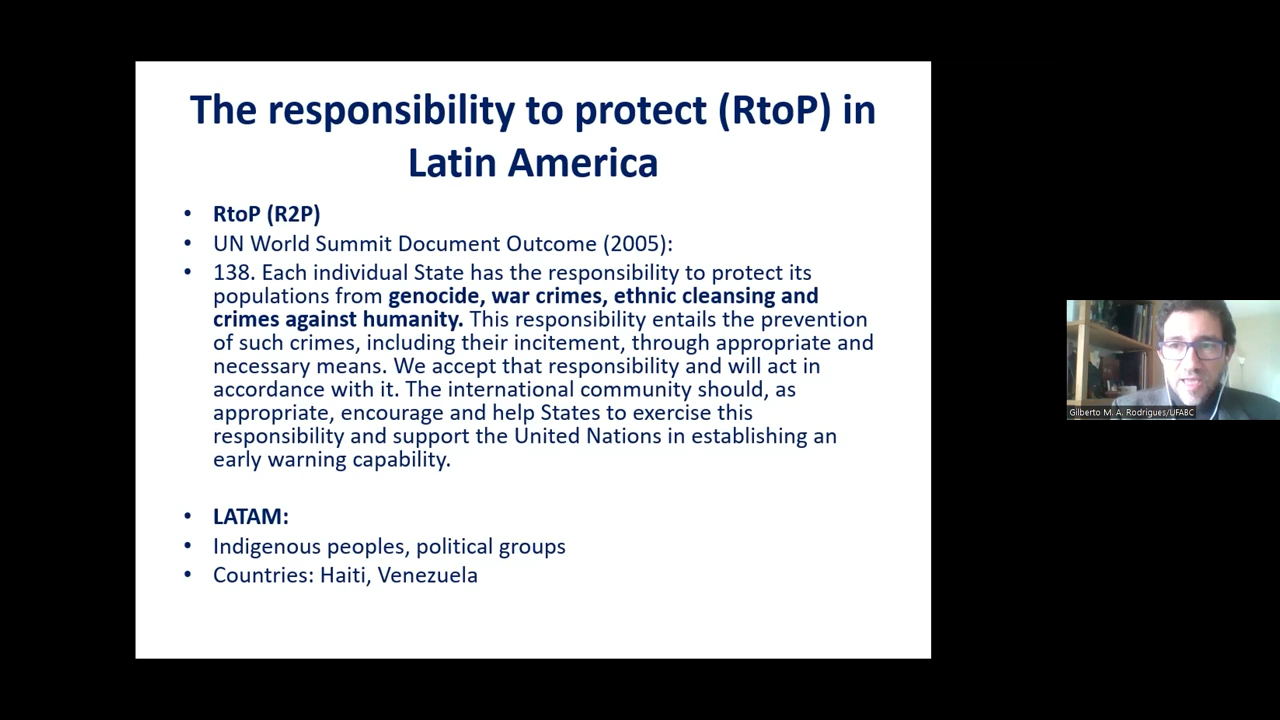 The responsibility to protect (RtoP) in
Latin America
• RtoP (R2P)
• UN World Summit Document Outcome (2005):
• 138. Each individual State has the responsibility to protect its
populations from genocide, war crimes, ethnic cleansing and
crimes against humanity. This responsibility entails the prevention
of such crimes, including their incitement, through appropriate and
necessary means. We accept that responsibility and will act in
accordance with it. The international community should, as
appropriate, encourage and help States to exercise this
responsibility and support the United Nations in establishing an
early warning capability.
• LATAM:
• Indigenous peoples, political groups
• Countries: Haiti, Venezuela
Gilberto M. A. Rodrigues/UFABC